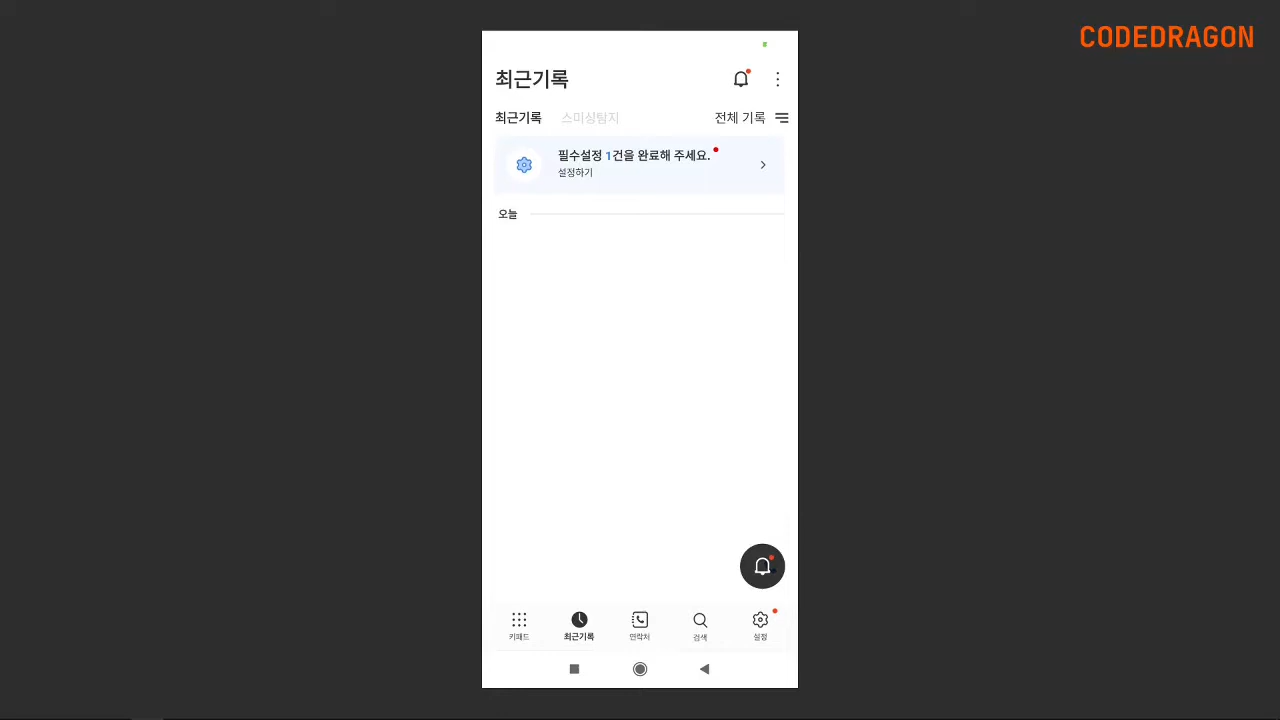 CODEDRAGON
최근기록
최근기록 스미싱탐지 전체 기록
필수설정 1건을 완료해 주세요.
설정하기
오늘
키패드 최근기록 연락처 검색 설정